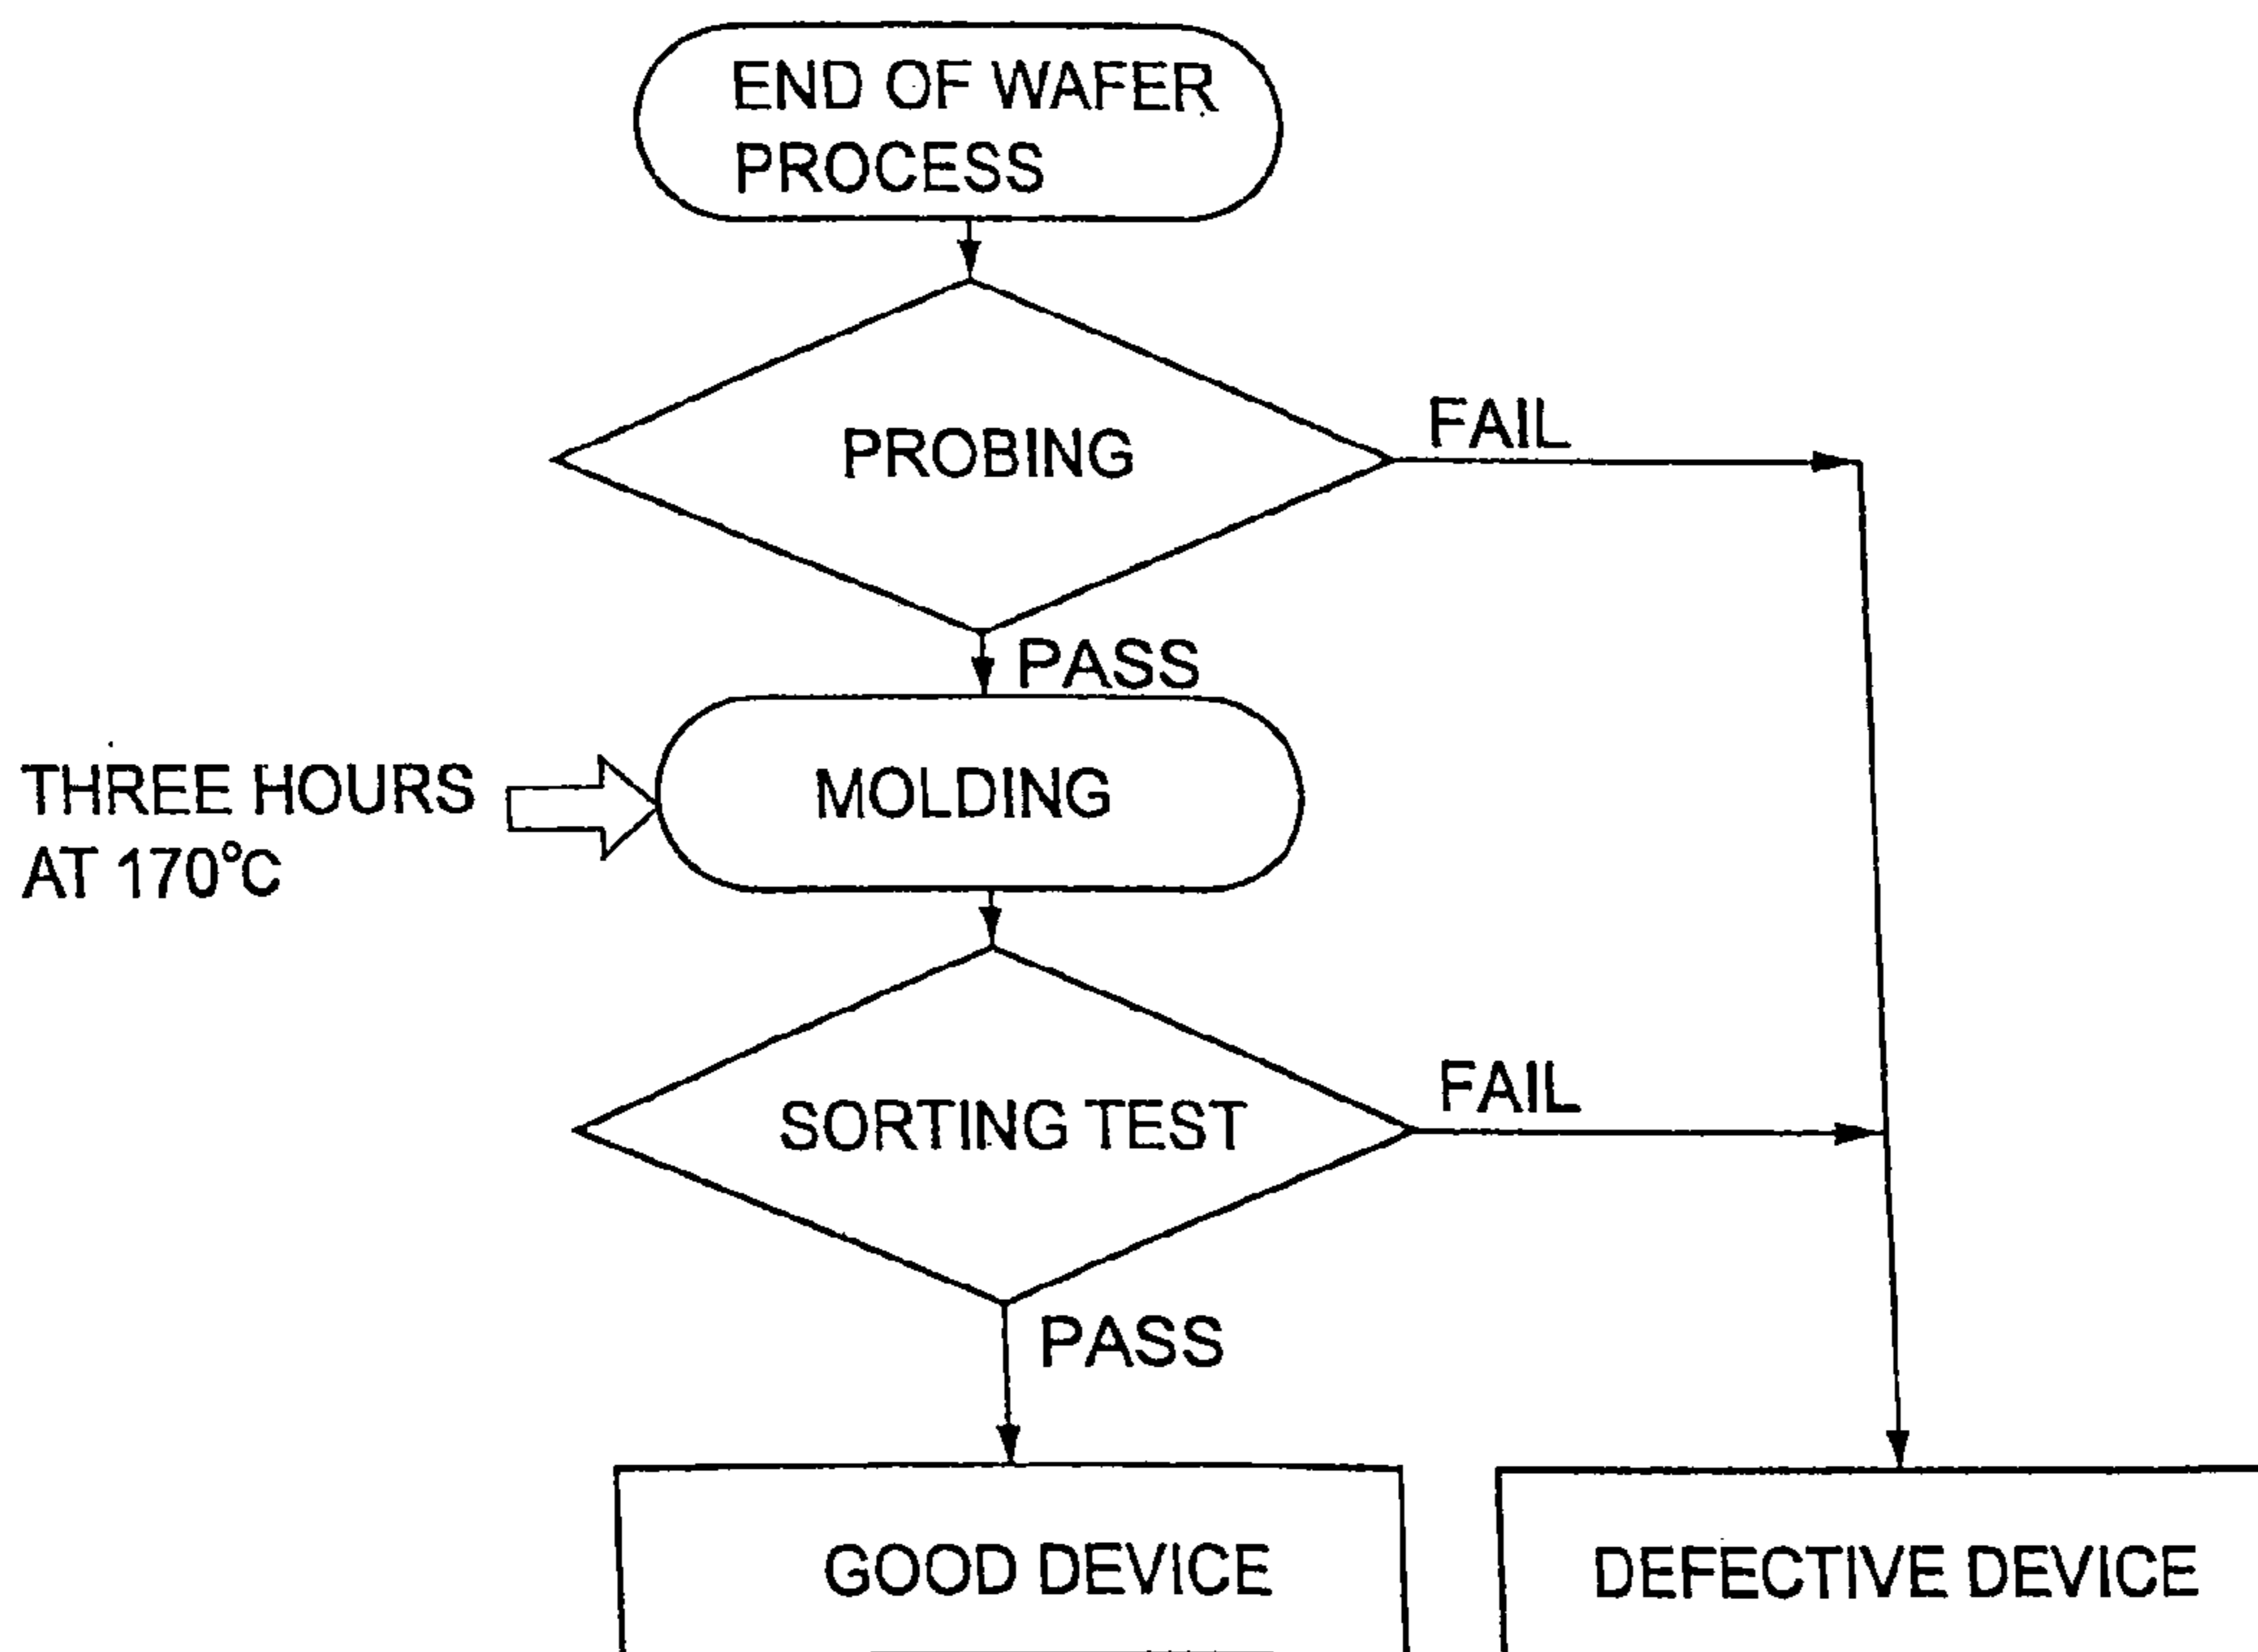 END OF WAFER
PROCESS
PROBING
FAIL
PASS
THREE HOURS
AT 170°C
MOLDING
SORTING TEST
FAIL
PASS
GOOD DEVICE
DEFECTIVE DEVICE